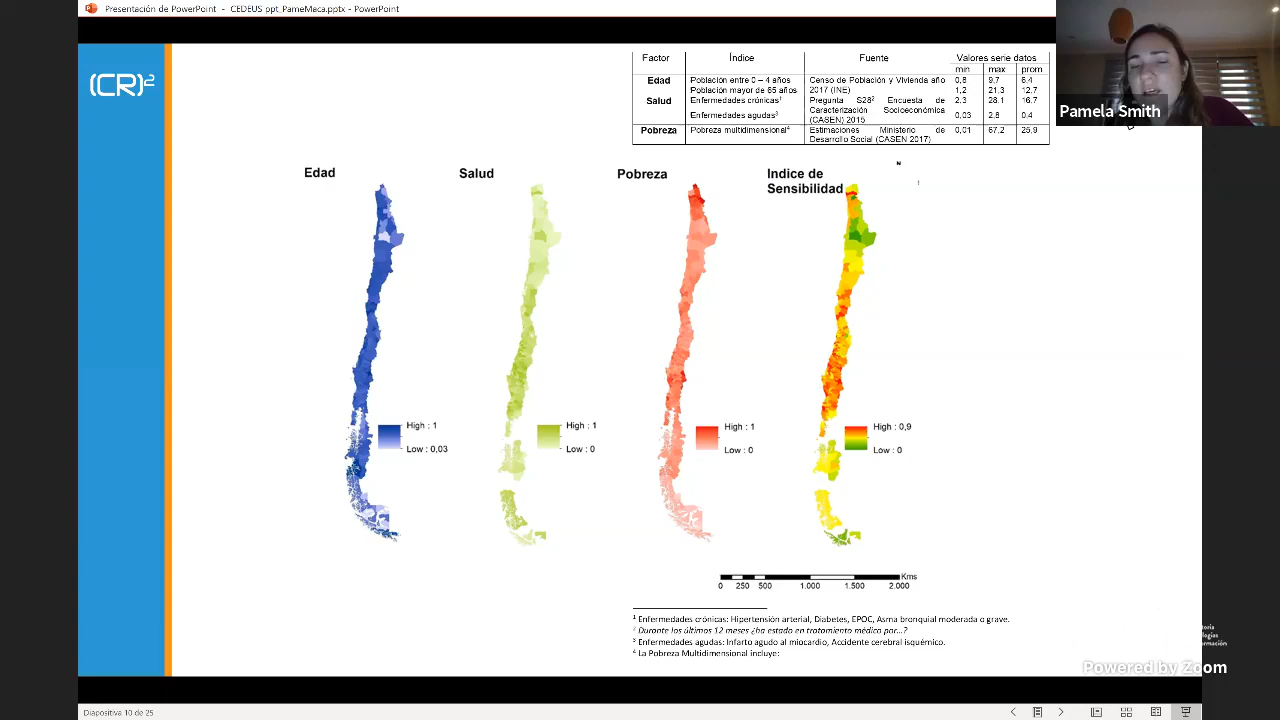 Presentación de PowerPoint - CEDEUS ppt_PameMaca.pptx - PowerPoint
(CR)²
Pamela Smith
Factor Índice Fuente Valores serie datos
min max prom
Edad Población entre 0 – 4 años Censo de Población y Vivienda año 0,8 9,7 6,4
Población mayor de 65 años 2017 (INE) 1,2 21,3 12,7
Salud Enfermedades crónicas¹ Pregunta S28² Encuesta de 2,3 28,1 16,7
Caracterización Socioeconómica
Enfermedades agudas³ (CASEN) 2015 0,03 2,8 0,4
Pobreza Pobreza multidimensional⁴ Estimaciones Ministerio de 0,01 67,2 25,9
Desarrollo Social (CASEN 2017)
Edad
Salud
Pobreza
Indice de
Sensibilidad
N
High : 1
Low : 0,03
High : 1
Low : 0
High : 1
Low : 0
High : 0,9
Low : 0
Kms
0 250 500 1.000 1.500 2.000
¹ Enfermedades crónicas: Hipertensión arterial, Diabetes, EPOC, Asma bronquial moderada o grave.
² Durante los últimos 12 meses ¿ha estado en tratamiento médico por...?
³ Enfermedades agudas: Infarto agudo al miocardio, Accidente cerebral isquémico.
⁴ La Pobreza Multidimensional incluye:
Powered by Zoom
Diapositiva 10 de 25